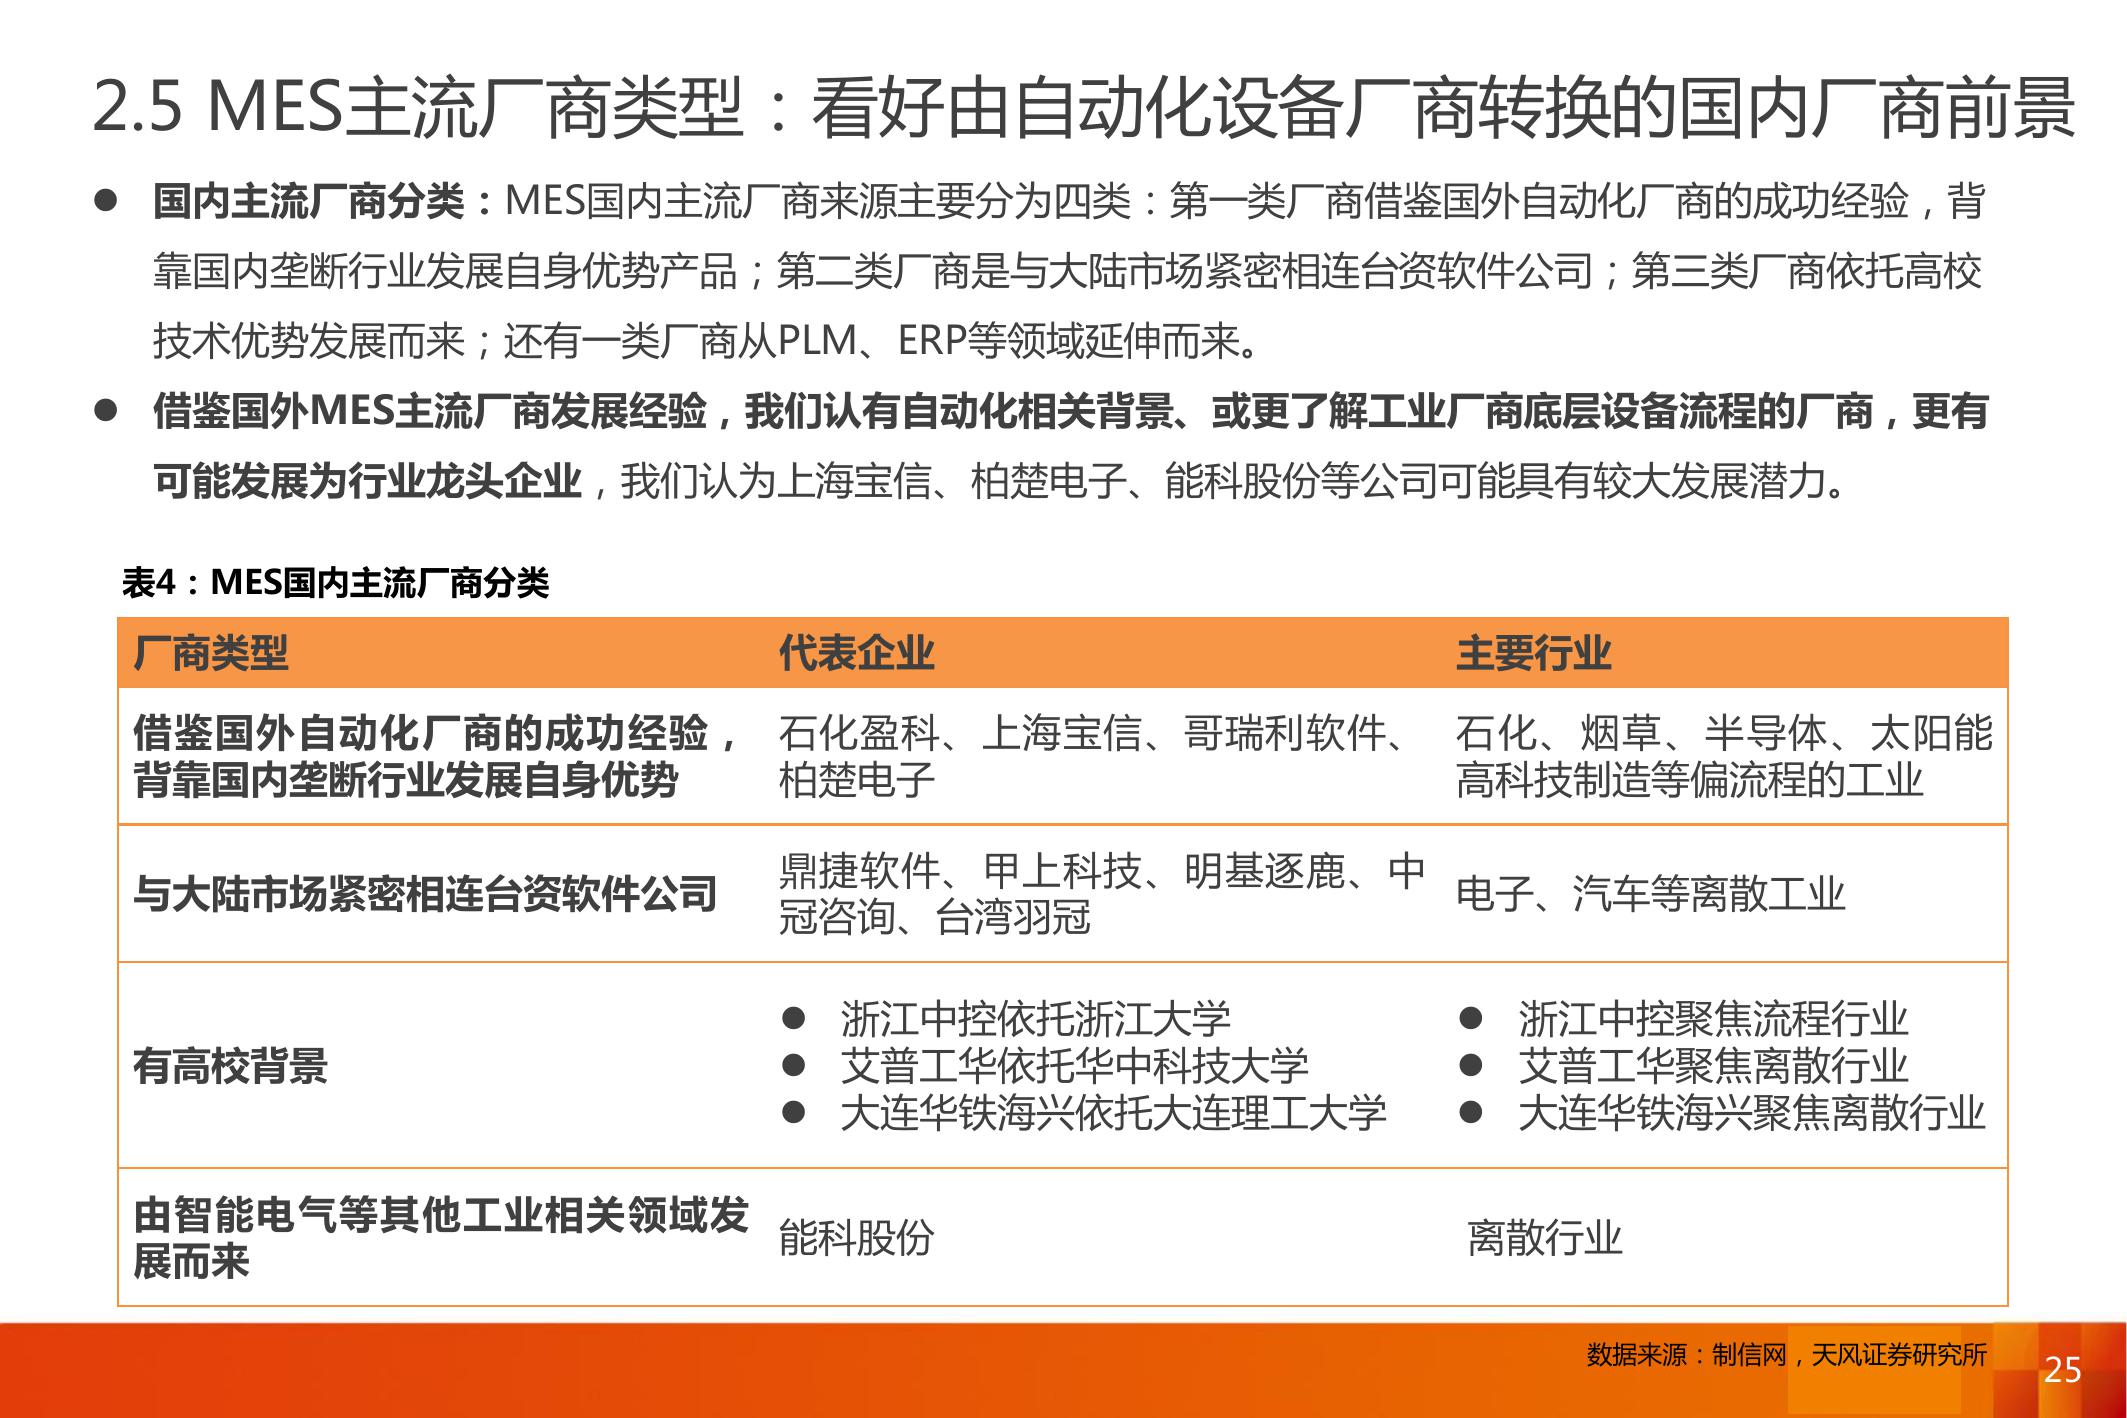 2.5 MES主流厂商类型：看好由自动化设备厂商转换的国内厂商前景
● 国内主流厂商分类：MES国内主流厂商来源主要分为四类：第一类厂商借鉴国外自动化厂商的成功经验，背
靠国内垄断行业发展自身优势产品；第二类厂商是与大陆市场紧密相连台资软件公司；第三类厂商依托高校
技术优势发展而来；还有一类厂商从PLM、ERP等领域延伸而来。
● 借鉴国外MES主流厂商发展经验，我们认有自动化相关背景、或更了解工业厂商底层设备流程的厂商，更有
可能发展为行业龙头企业，我们认为上海宝信、柏楚电子、能科股份等公司可能具有较大发展潜力。
表4：MES国内主流厂商分类
厂商类型 代表企业 主要行业
借鉴国外自动化厂商的成功经验，
背靠国内垄断行业发展自身优势
石化盈科、上海宝信、哥瑞利软件、
柏楚电子
石化、烟草、半导体、太阳能
高科技制造等偏流程的工业
与大陆市场紧密相连台资软件公司
鼎捷软件、甲上科技、明基逐鹿、中
冠咨询、台湾羽冠
电子、汽车等离散工业
有高校背景
● 浙江中控依托浙江大学
● 艾普工华依托华中科技大学
● 大连华铁海兴依托大连理工大学
● 浙江中控聚焦流程行业
● 艾普工华聚焦离散行业
● 大连华铁海兴聚焦离散行业
由智能电气等其他工业相关领域发
展而来
能科股份
离散行业
数据来源：制信网，天风证券研究所
25